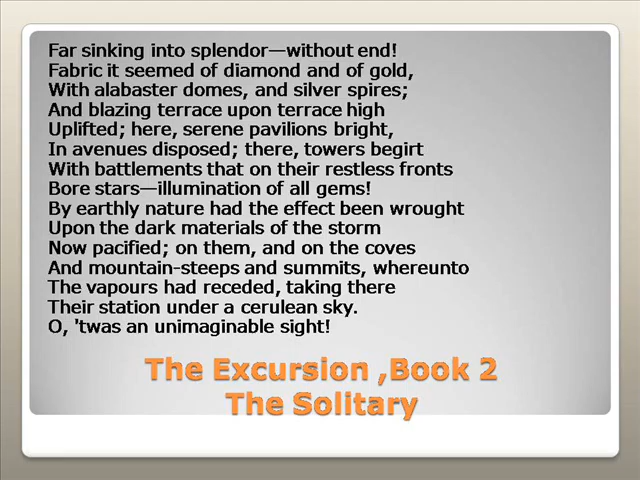 Far sinking into splendor—without end!
Fabric it seemed of diamond and of gold,
With alabaster domes, and silver spires;
And blazing terrace upon terrace high
Uplifted; here, serene pavilions bright,
In avenues disposed; there, towers begirt
With battlements that on their restless fronts
Bore stars—illumination of all gems!
By earthly nature had the effect been wrought
Upon the dark materials of the storm
Now pacified; on them, and on the coves
And mountain-steeps and summits, whereunto
The vapours had receded, taking there
Their station under a cerulean sky.
O, 'twas an unimaginable sight!
The Excursion ,Book 2
The Solitary